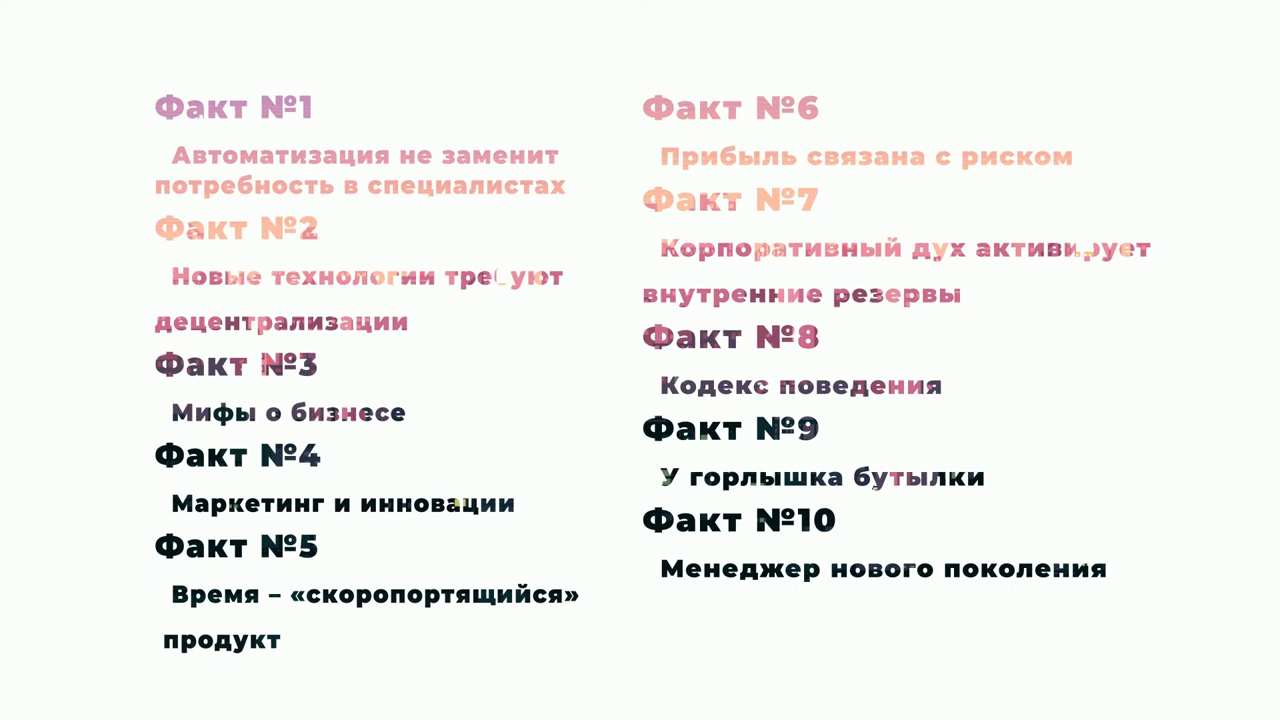 Факт №1
Автоматизация не заменит
потребность в специалистах
Факт №2
Новые технологии требуют
децентрализации
Факт №3
Мифы о бизнесе
Факт №4
Маркетинг и инновации
Факт №5
Время – «скоропортящийся»
продукт
Факт №6
Прибыль связана с риском
Факт №7
Корпоративный дух активирует
внутренние резервы
Факт №8
Кодекс поведения
Факт №9
У горлышка бутылки
Факт №10
Менеджер нового поколения